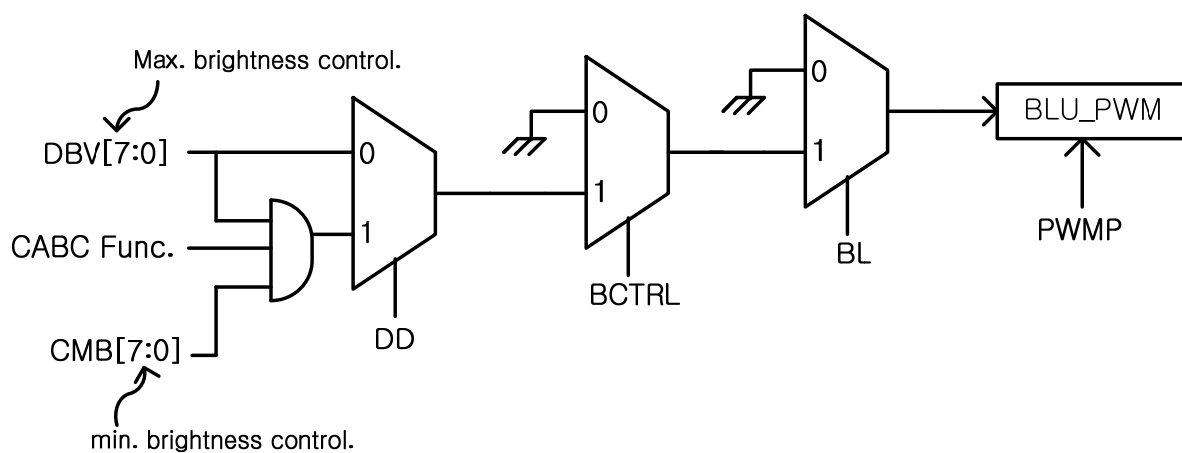 Max. brightness control.
DBV[7:0]
CABC Func.
CMB[7:0]
min. brightness control.
0
1
DD
0
1
BCTRL
0
1
BL
BLU_PWM
PWMP